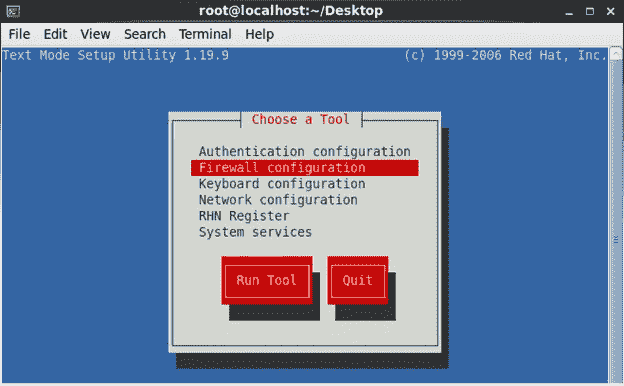 root@localhost:~/Desktop
File Edit View Search Terminal Help
Text Mode Setup Utility 1.19.9 (c) 1999-2006 Red Hat, Inc.
Choose a Tool
Authentication configuration
Firewall configuration
Keyboard configuration
Network configuration
RHN Register
System services
Run Tool Quit